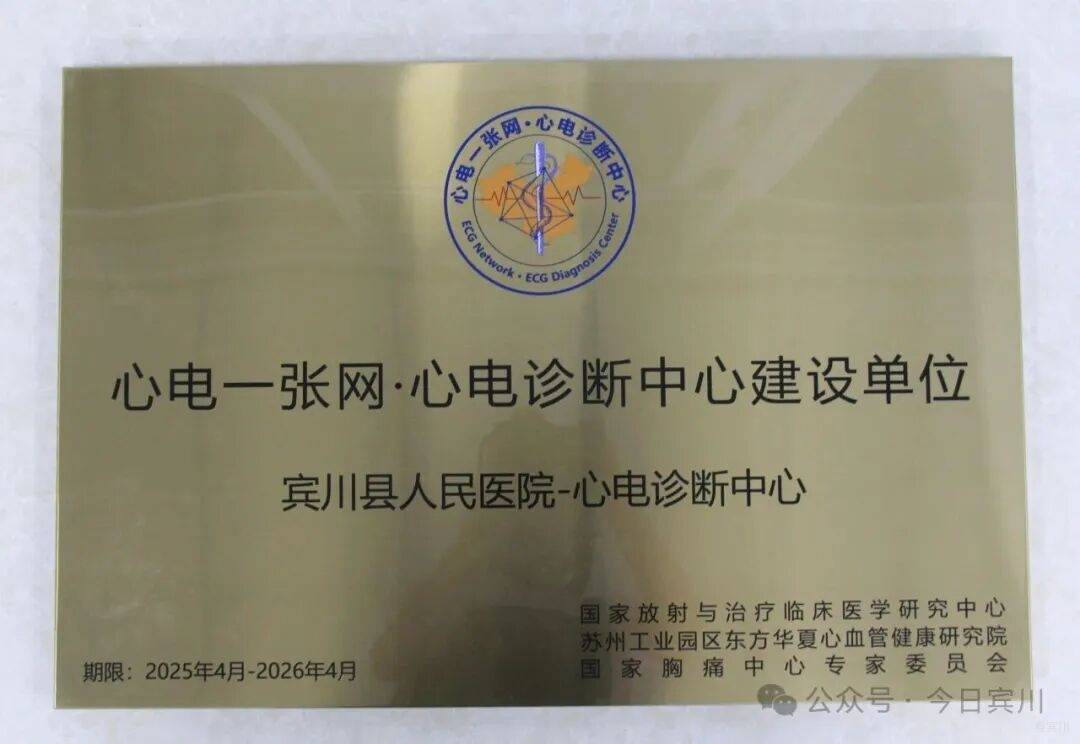 心电一张网·心电诊断中心
ECG Network · ECG Diagnosis Center
心电一张网·心电诊断中心建设单位
宾川县人民医院-心电诊断中心
国家放射与治疗临床医学研究中心
苏州工业园区东方华夏心血管健康研究院
国家胸痛中心专家委员会
期限：2025年4月-2026年4月
公众号·今日宾川